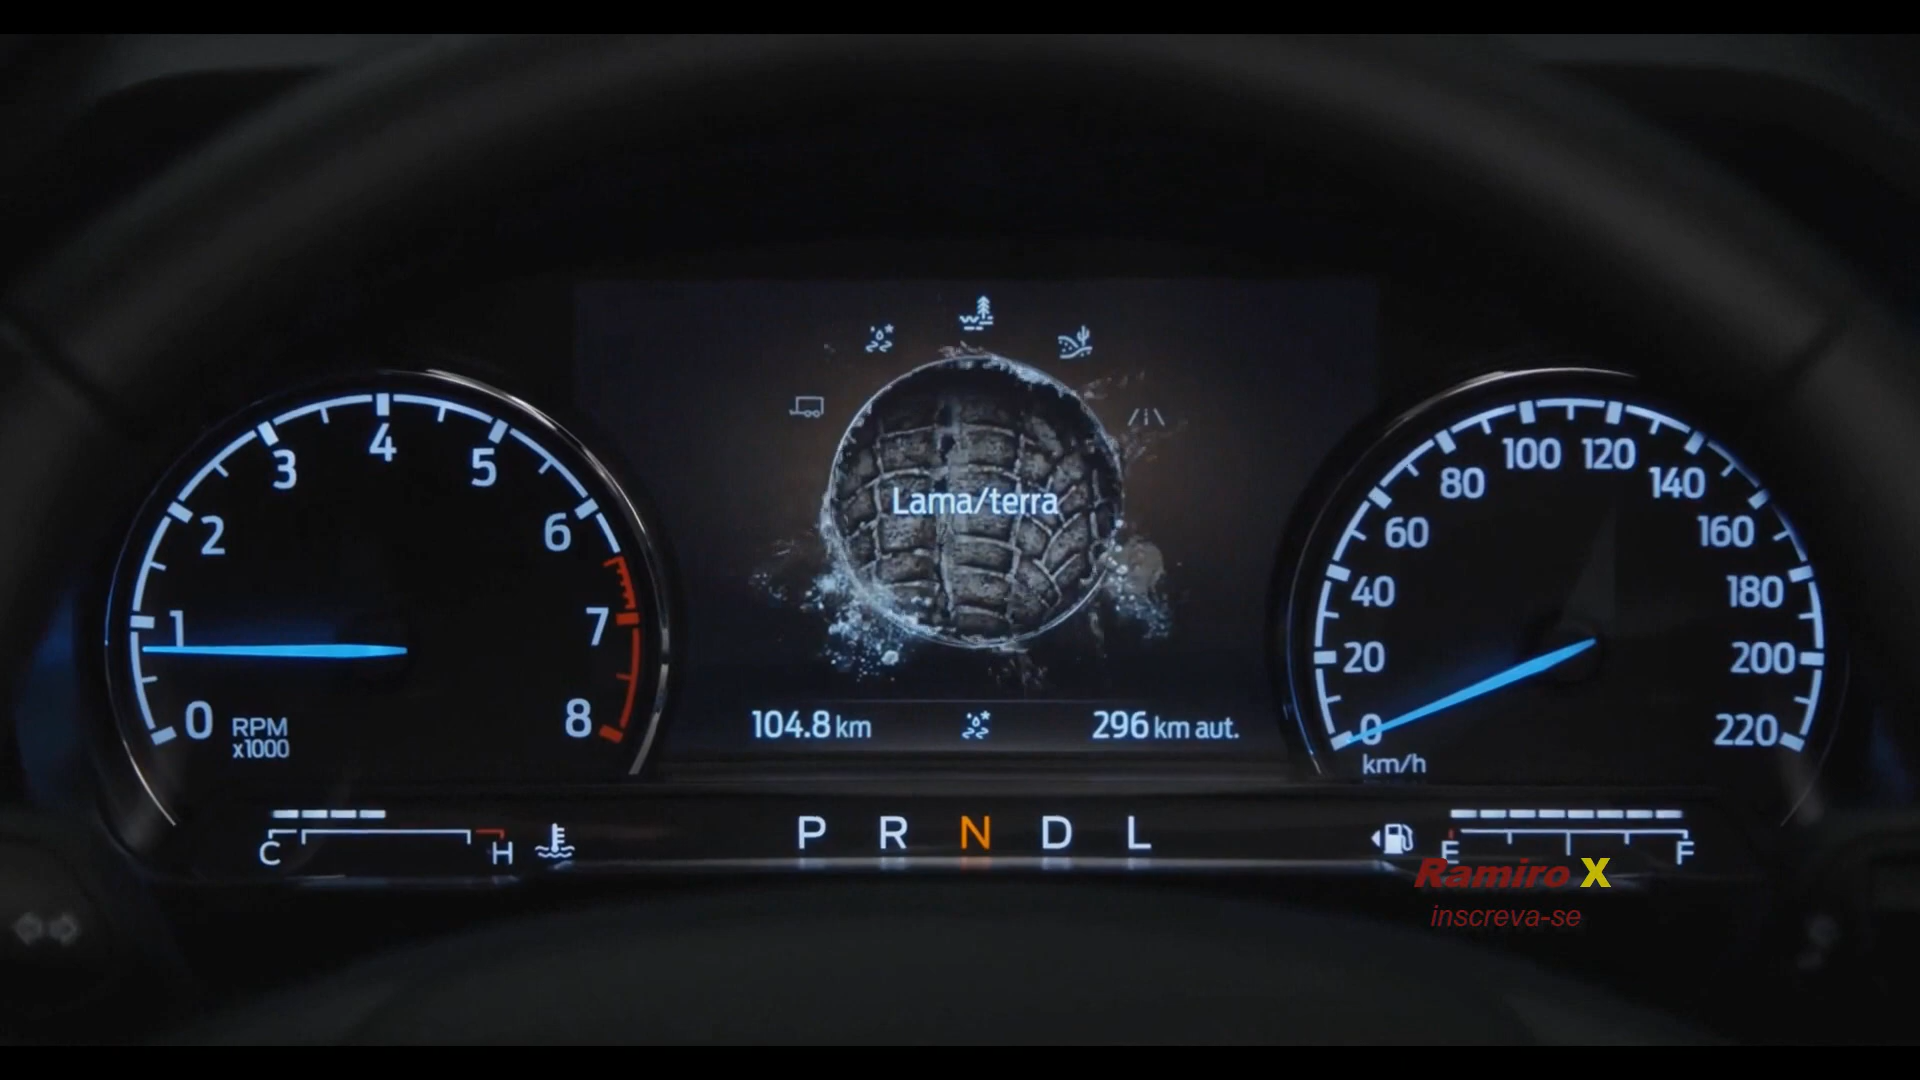 Lama/terra
0 1 2 3 4 5 6 7 8
RPM
x1000
104.8 km
296 km aut.
0 20 40 60 80 100 120 140 160 180 200 220
km/h
C H
P R N D L
E F
Ramiro X
inscreva-se